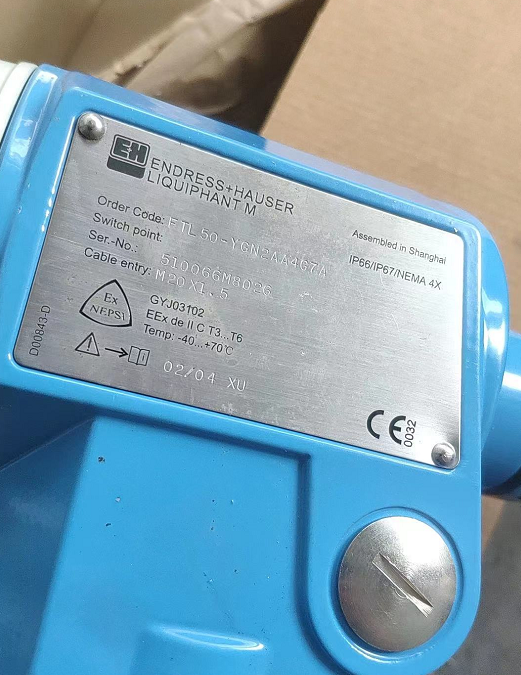 E+H
ENDRESS+HAUSER
LIQUIPHANT M
Assembled in Shanghai
Order Code: FTL50-YGN2AA4G7A
IP66/IP67/NEMA 4X
Switch point:
Ser.-No.: 510066M8026
Cable entry: M20X1.5
Ex
NEPSI
GYJ03102
EEx de II C T3...T6
Temp: -40...+70°C
02/04 XU
D00843-D
CE 0032